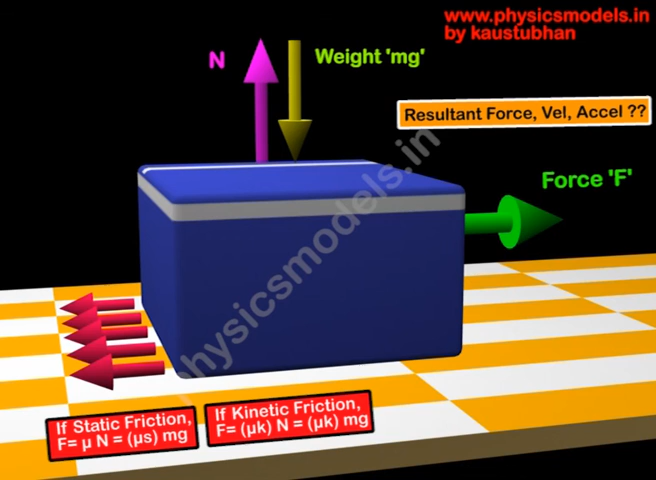 www.physicsmodels.in
by kaustubhan
N
Weight 'mg'
Resultant Force, Vel, Accel ??
Force 'F'
physicsmodels.in
If Static Friction,
F= µ N = (µs) mg
If Kinetic Friction,
F= (µk) N = (µk) mg